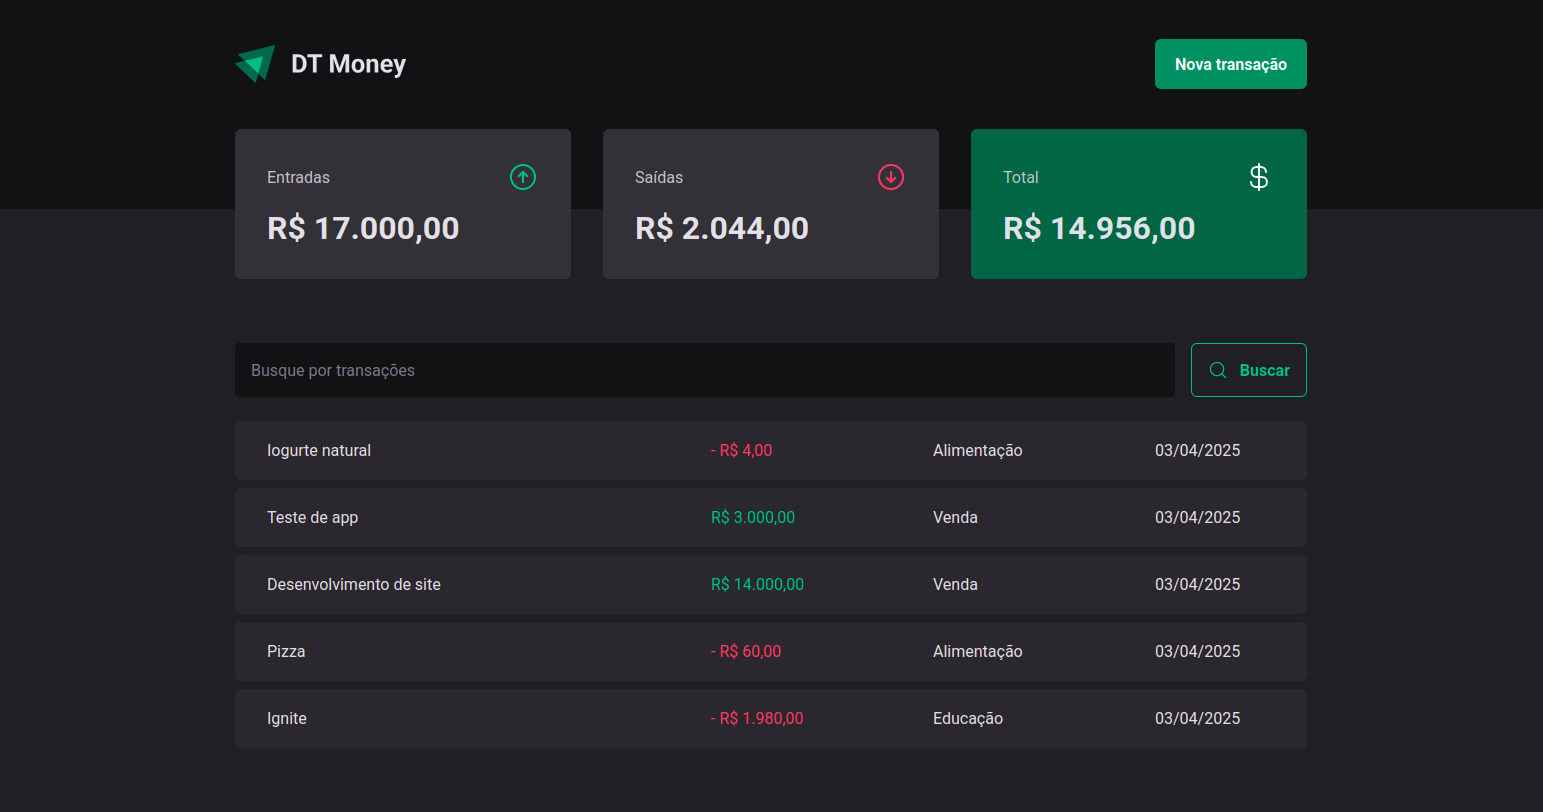 DT Money
Nova transação
Entradas
R$ 17.000,00
Saídas
R$ 2.044,00
Total
$
R$ 14.956,00
Busque por transações
Buscar
Iogurte natural - R$ 4,00 Alimentação 03/04/2025
Teste de app R$ 3.000,00 Venda 03/04/2025
Desenvolvimento de site R$ 14.000,00 Venda 03/04/2025
Pizza - R$ 60,00 Alimentação 03/04/2025
Ignite - R$ 1.980,00 Educação 03/04/2025